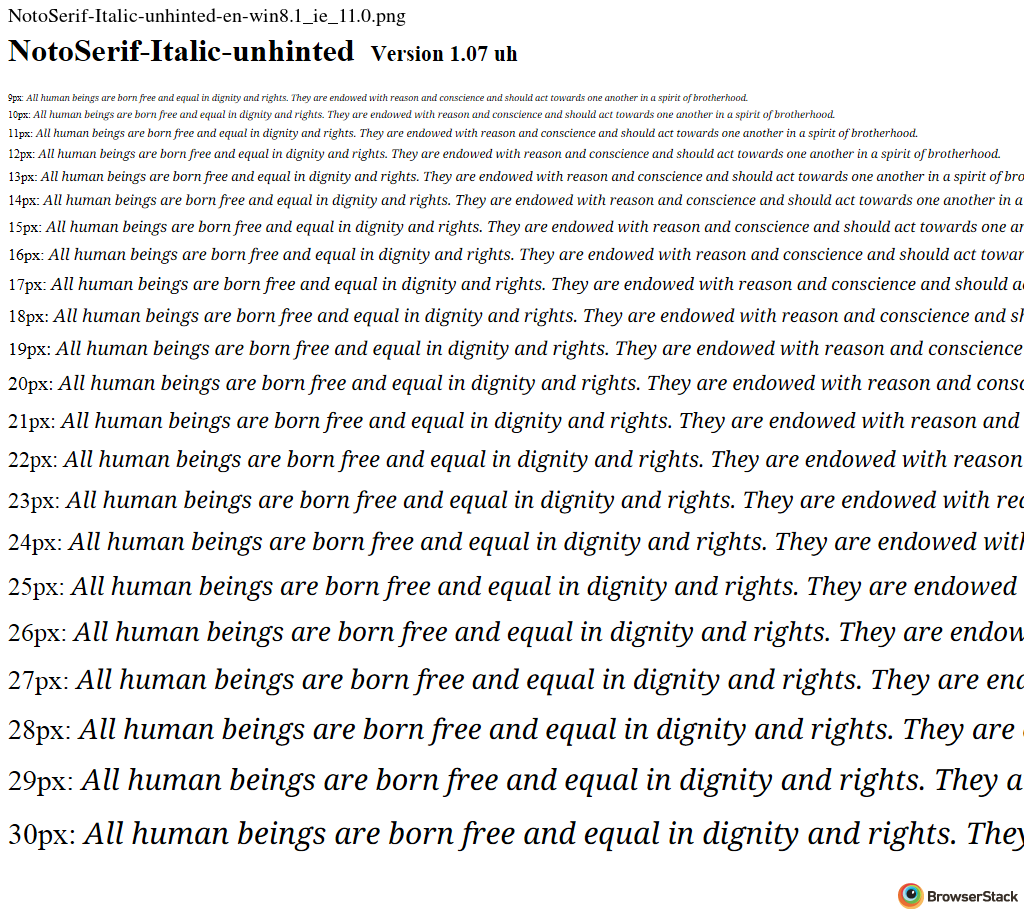 NotoSerif-Italic-unhinted-en-win8.1_ie_11.0.png
NotoSerif-Italic-unhinted Version 1.07 uh
9px: All human beings are born free and equal in dignity and rights. They are endowed with reason and conscience and should act towards one another in a spirit of brotherhood.
10px: All human beings are born free and equal in dignity and rights. They are endowed with reason and conscience and should act towards one another in a spirit of brotherhood.
11px: All human beings are born free and equal in dignity and rights. They are endowed with reason and conscience and should act towards one another in a spirit of brotherhood.
12px: All human beings are born free and equal in dignity and rights. They are endowed with reason and conscience and should act towards one another in a spirit of brotherhood.
13px: All human beings are born free and equal in dignity and rights. They are endowed with reason and conscience and should act towards one another in a spirit of bro
14px: All human beings are born free and equal in dignity and rights. They are endowed with reason and conscience and should act towards one another in a
15px: All human beings are born free and equal in dignity and rights. They are endowed with reason and conscience and should act towards one an
16px: All human beings are born free and equal in dignity and rights. They are endowed with reason and conscience and should act towar
17px: All human beings are born free and equal in dignity and rights. They are endowed with reason and conscience and should a
18px: All human beings are born free and equal in dignity and rights. They are endowed with reason and conscience and sh
19px: All human beings are born free and equal in dignity and rights. They are endowed with reason and conscience
20px: All human beings are born free and equal in dignity and rights. They are endowed with reason and consc
21px: All human beings are born free and equal in dignity and rights. They are endowed with reason and
22px: All human beings are born free and equal in dignity and rights. They are endowed with reason
23px: All human beings are born free and equal in dignity and rights. They are endowed with rea
24px: All human beings are born free and equal in dignity and rights. They are endowed with
25px: All human beings are born free and equal in dignity and rights. They are endowed
26px: All human beings are born free and equal in dignity and rights. They are endow
27px: All human beings are born free and equal in dignity and rights. They are end
28px: All human beings are born free and equal in dignity and rights. They are
29px: All human beings are born free and equal in dignity and rights. They a
30px: All human beings are born free and equal in dignity and rights. They
BrowserStack